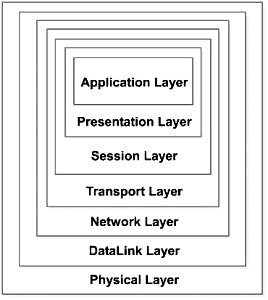 Application Layer
Presentation Layer
Session Layer
Transport Layer
Network Layer
DataLink Layer
Physical Layer